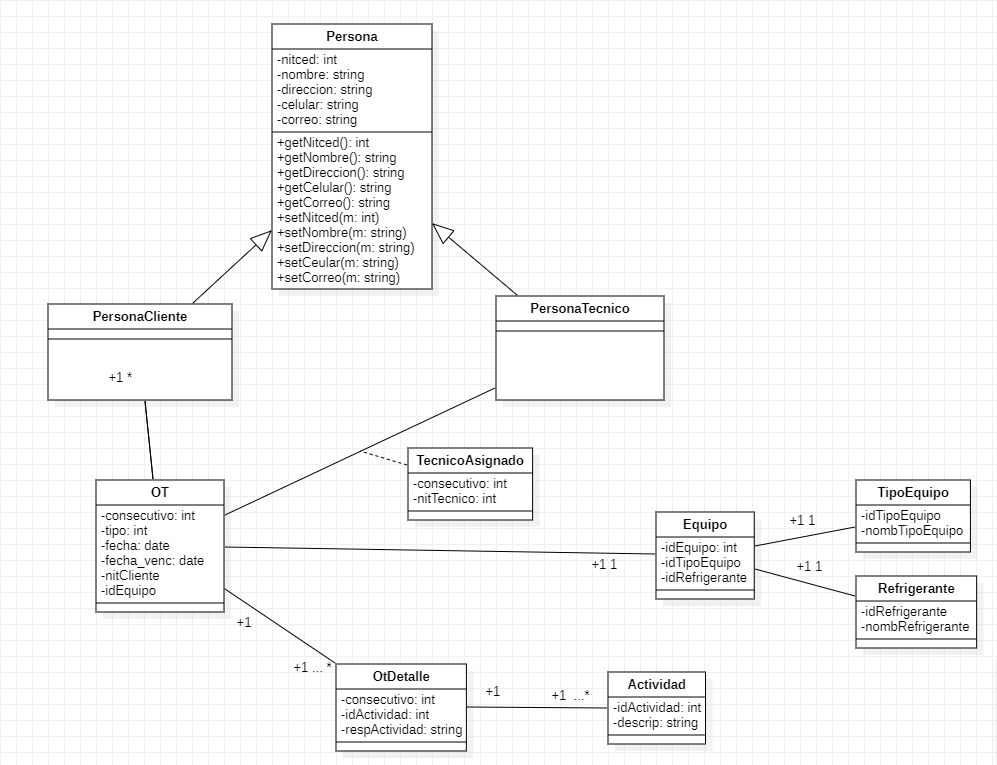 Persona
-nitced: int
-nombre: string
-direccion: string
-celular: string
-correo: string
+getNitced(): int
+getNombre(): string
+getDireccion(): string
+getCelular(): string
+getCorreo(): string
+setNitced(m: int)
+setNombre(m: string)
+setDireccion(m: string)
+setCeular(m: string)
+setCorreo(m: string)
PersonaCliente
+1 *
PersonaTecnico
TecnicoAsignado
-consecutivo: int
-nitTecnico: int
OT
-consecutivo: int
-tipo: int
-fecha: date
-fecha_venc: date
-nitCliente
-idEquipo
+1 1
Equipo
-idEquipo: int
-idTipoEquipo
-idRefrigerante
+1 1
TipoEquipo
-idTipoEquipo
-nombTipoEquipo
+1 1
Refrigerante
-idRefrigerante
-nombRefrigerante
+1
+1 ... *
OtDetalle
-consecutivo: int
-idActividad: int
-respActividad: string
+1
+1 ...*
Actividad
-idActividad: int
-descrip: string